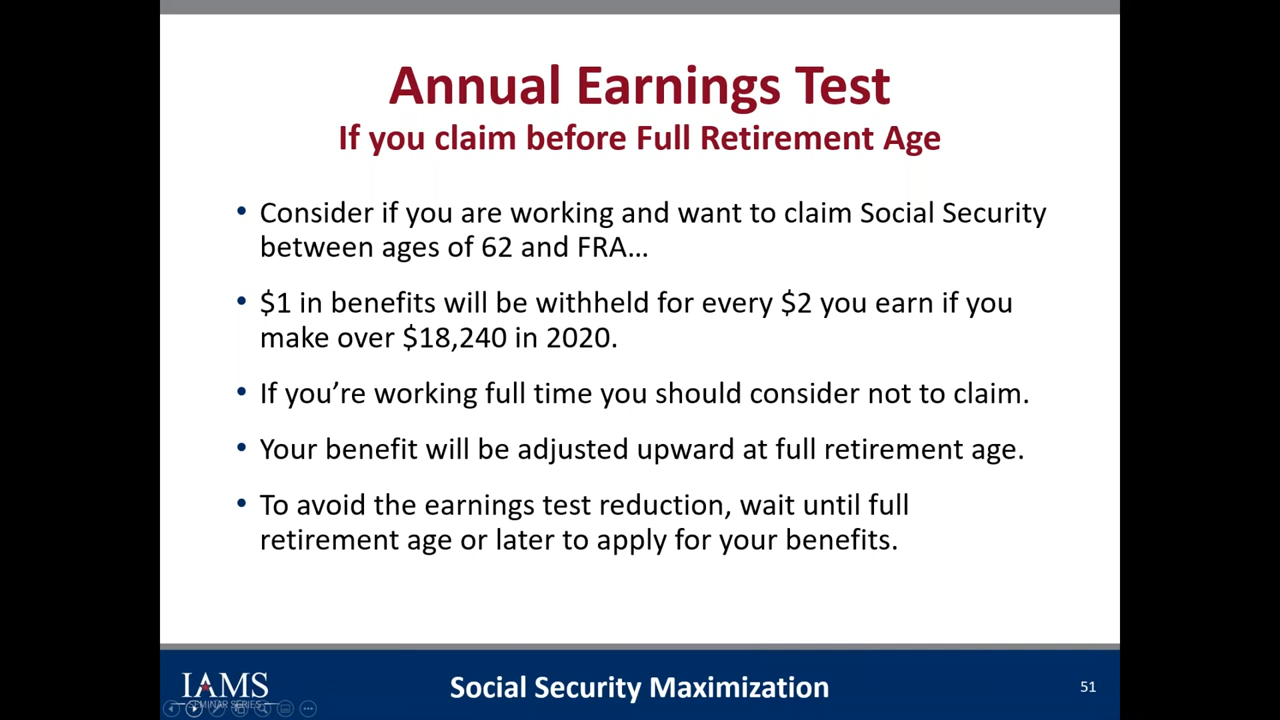 Annual Earnings Test
If you claim before Full Retirement Age
• Consider if you are working and want to claim Social Security
between ages of 62 and FRA...
• $1 in benefits will be withheld for every $2 you earn if you
make over $18,240 in 2020.
• If you’re working full time you should consider not to claim.
• Your benefit will be adjusted upward at full retirement age.
• To avoid the earnings test reduction, wait until full
retirement age or later to apply for your benefits.
IAMS
SEMINAR SERIES
Social Security Maximization
51